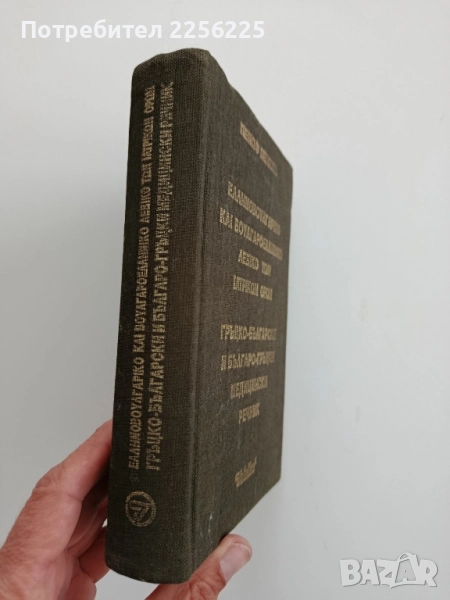 Потребител 2256225
ΕΛΛΗΝΟΒΟΥΛΓΑΡΙΚΟ ΚΑΙ ΒΟΥΛΓΑΡΟΕΛΛΗΝΙΚΟ ΛΕΞΙΚΟ ΤΩΝ ΙΑΤΡΙΚΩΝ ΟΡΩΝ
ГРЪЦКО-БЪЛГАРСКИ И БЪЛГАРО-ГРЪЦКИ МЕДИЦИНСКИ РЕЧНИК
ΕΛΛΗΝΟΒΟΥΛΓΑΡΙΚΟ
ΚΑΙ ΒΟΥΛΓΑΡΟΕΛΛΗΝΙΚΟ
ΛΕΞΙΚΟ ΤΩΝ
ΙΑΤΡΙΚΩΝ ΟΡΩΝ
ГРЪЦКО-БЪЛГАРСКИ
И БЪЛГАРО-ГРЪЦКИ
МЕДИЦИНСКИ
РЕЧНИК
bazar